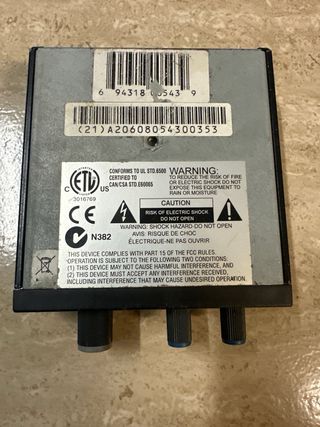 6 94318 00543 9
(21)A20608054300353
CONFORMS TO UL STD.6500
CERTIFIED TO
CAN/CSA STD.E60065
C ETL US
3016769
WARNING:
TO REDUCE THE RISK OF FIRE
OR ELECTRIC SHOCK DO NOT
EXPOSE THIS EQUIPMENT TO
RAIN OR MOISTURE
CAUTION
RISK OF ELECTRIC SHOCK
DO NOT OPEN
N382
WARNING: SHOCK HAZARD DO NOT OPEN
AVIS: RISQUE DE CHOC
ÉLECTRIQUE-NE PAS OUVRIR
THIS DEVICE COMPLIES WITH PART 15 OF THE FCC RULES.
OPERATION IS SUBJECT TO THE FOLLOWING TWO CONDITIONS:
(1) THIS DEVICE MAY NOT CAUSE HARMFUL INTERFERENCE, AND
(2) THIS DEVICE MUST ACCEPT ANY INTERFERENCE RECEIVED,
INCLUDING INTERFERENCE THAT MAY CAUSE UNDESIRED OPERATION.